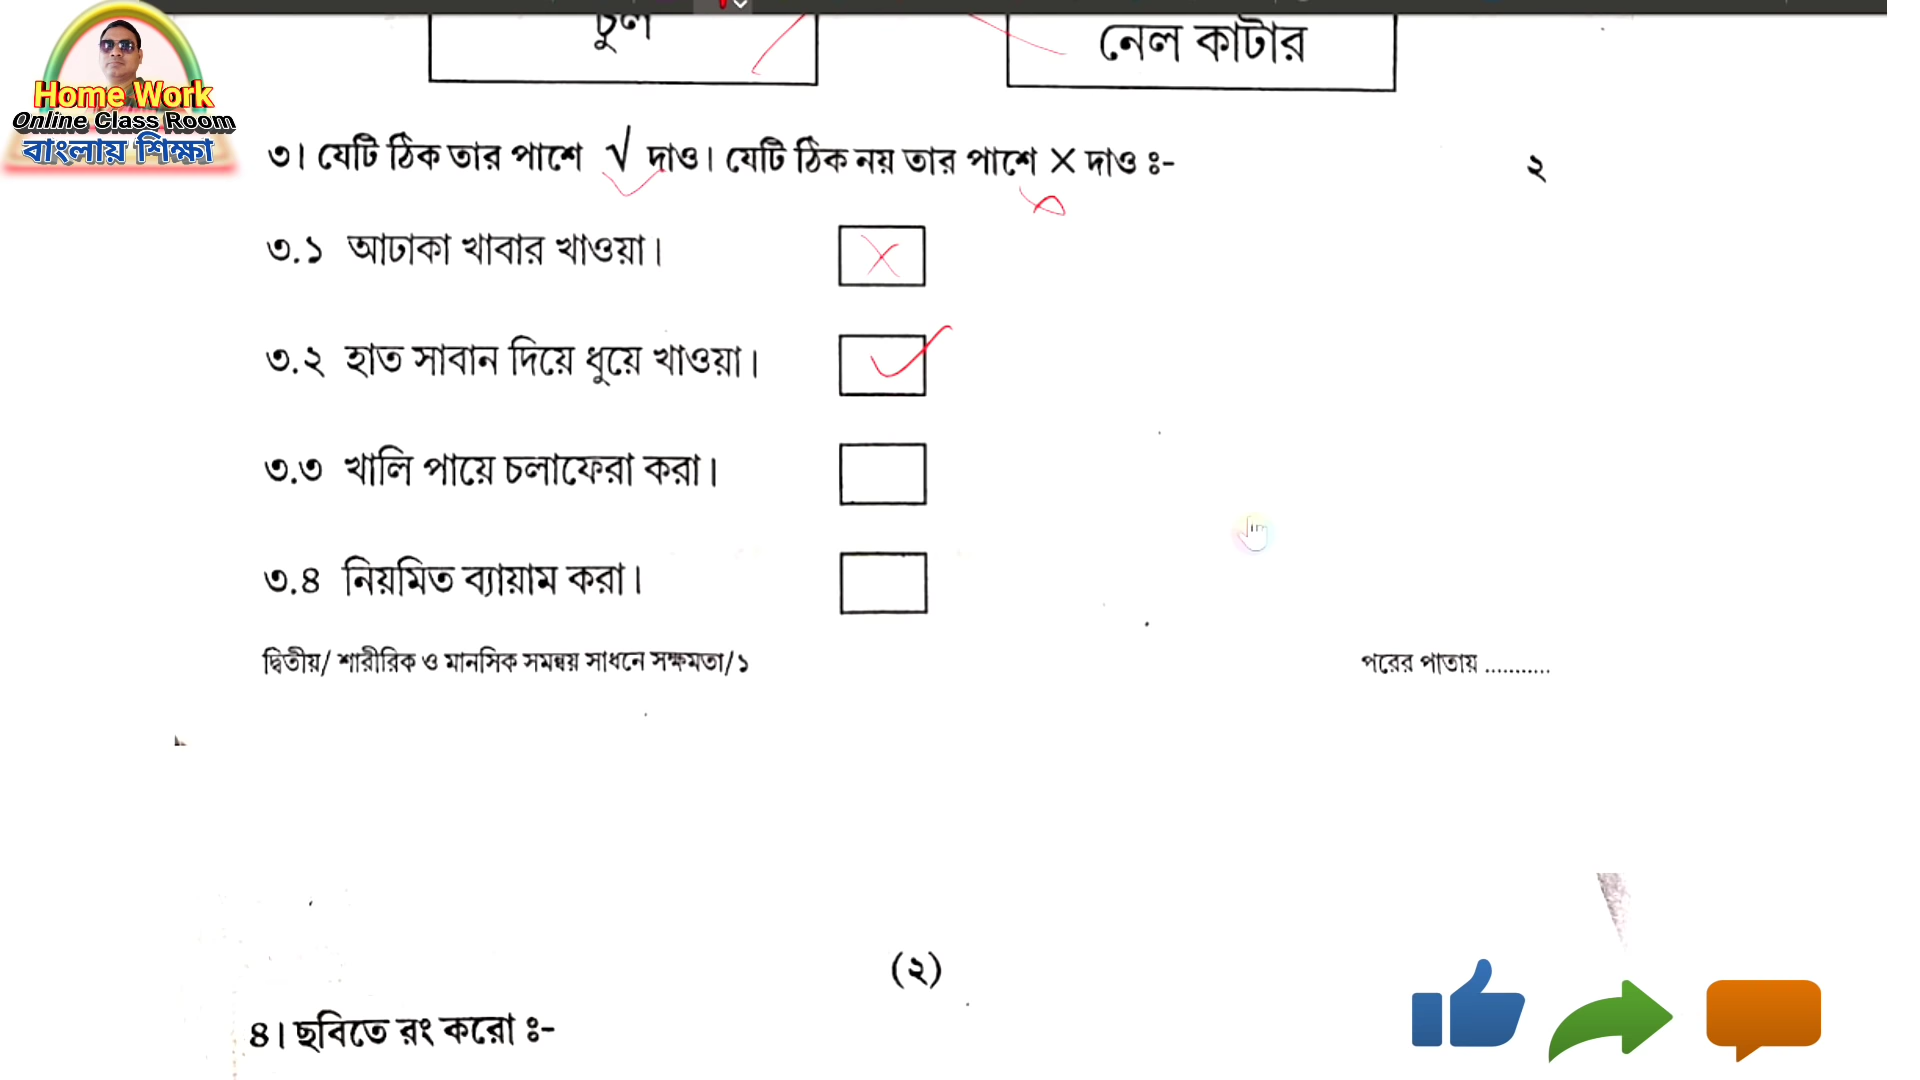 চুল
নেল কাটার
Home Work
Online Class Room
বাংলায় শিক্ষা
৩। যেটি ঠিক তার পাশে √ দাও। যেটি ঠিক নয় তার পাশে X দাও ঃ- ২
৩.১ আঢাকা খাবার খাওয়া। X
৩.২ হাত সাবান দিয়ে ধুয়ে খাওয়া। ✓
৩.৩ খালি পায়ে চলাফেরা করা।
৩.৪ নিয়মিত ব্যায়াম করা।
দ্বিতীয়/ শারীরিক ও মানসিক সমন্বয় সাধনে সক্ষমতা/১ পরের পাতায় ...........
(২)
৪। ছবিতে রং করো ঃ-